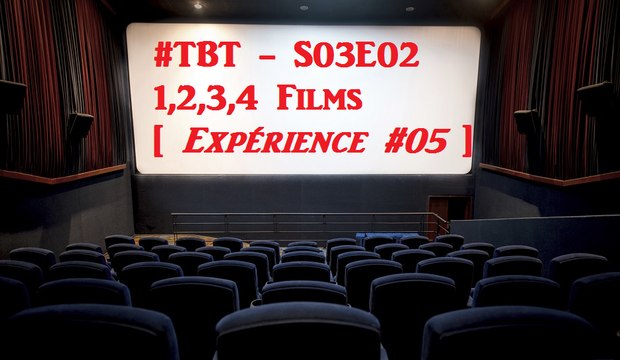 #TBT – S03E02
1,2,3,4 Films
[ Expérience #05 ]